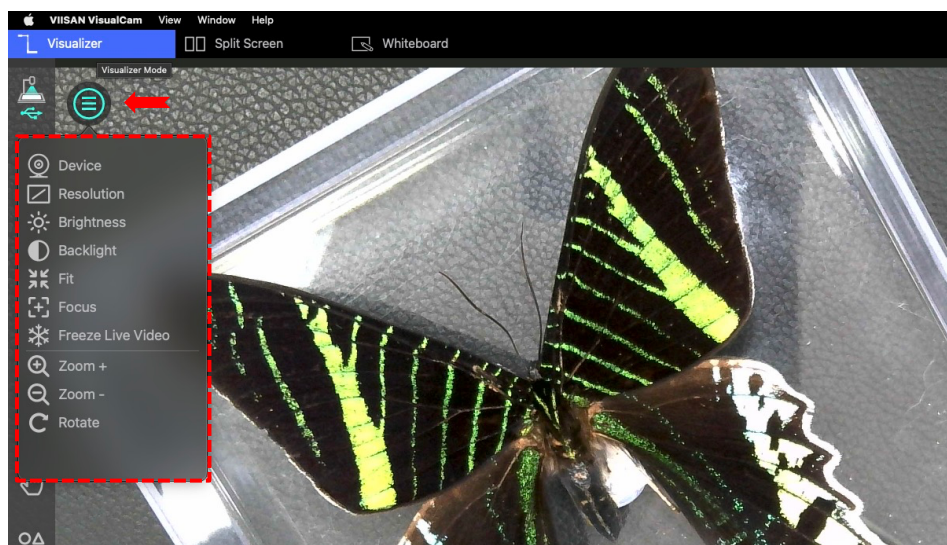 VIISAN VisualCam View Window Help
Visualizer Split Screen Whiteboard
Visualizer Mode
Device
Resolution
Brightness
Backlight
Fit
Focus
Freeze Live Video
Zoom +
Zoom -
Rotate